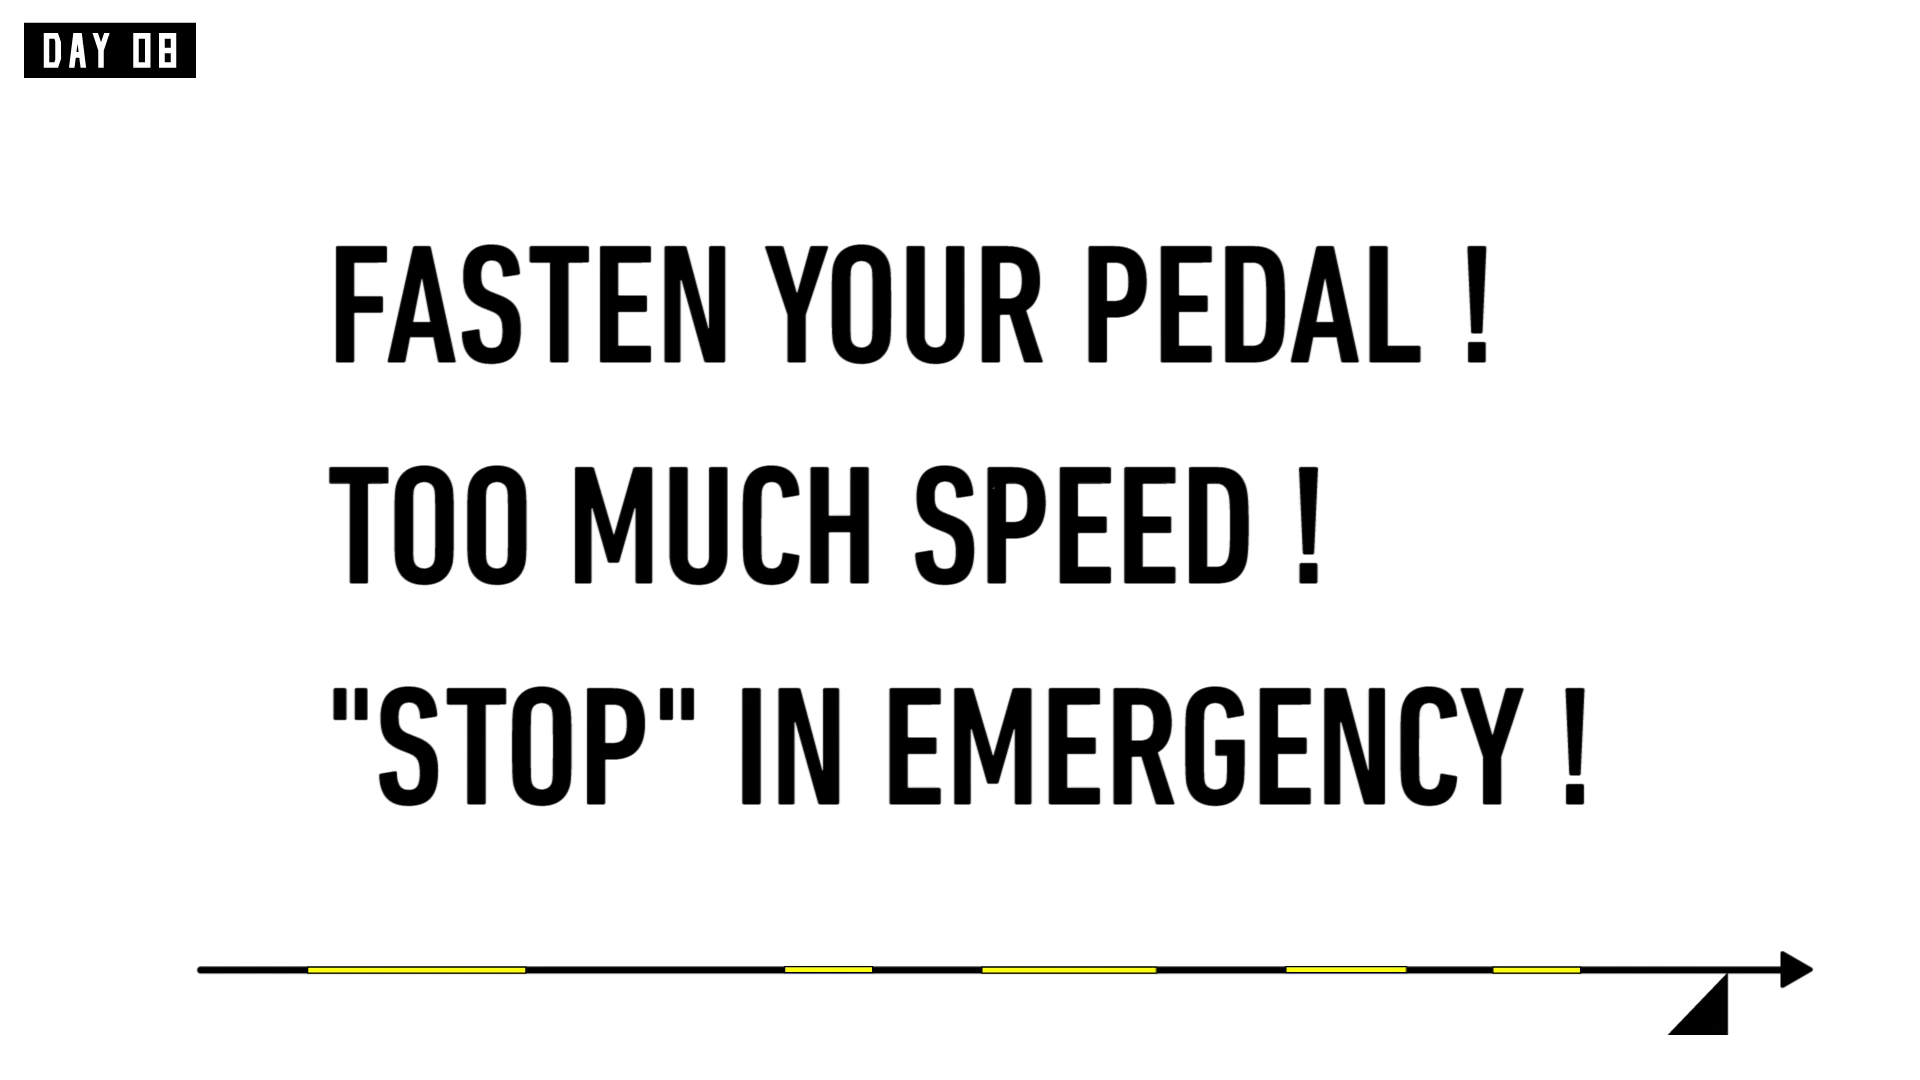 DAY 08
FASTEN YOUR PEDAL !
TOO MUCH SPEED !
"STOP" IN EMERGENCY !